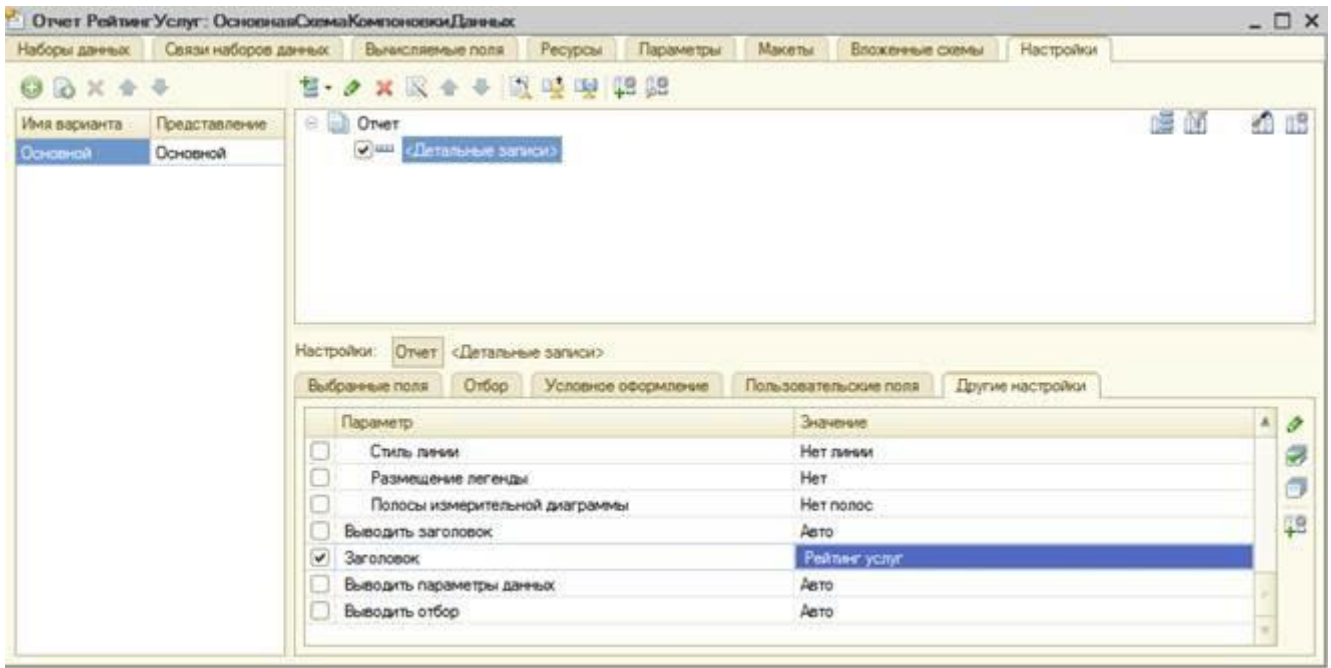 Отчет РейтингУслуг: ОсновнаяСхемаКомпоновкиДанных
Наборы данных Связи наборов данных Вычисляемые поля Ресурсы Параметры Макеты Вложенные схемы Настройки
Имя варианта Представление
Основной Основной
Отчет
<Детальные записи>
Настройки: Отчет <Детальные записи>
Выбранные поля Отбор Условное оформление Пользовательские поля Другие настройки
Параметр Значение
Стиль линии Нет линии
Размещение легенды Нет
Полосы измерительной диаграммы Нет полос
Выводить заголовок Авто
Заголовок Рейтинг услуг
Выводить параметры данных Авто
Выводить отбор Авто